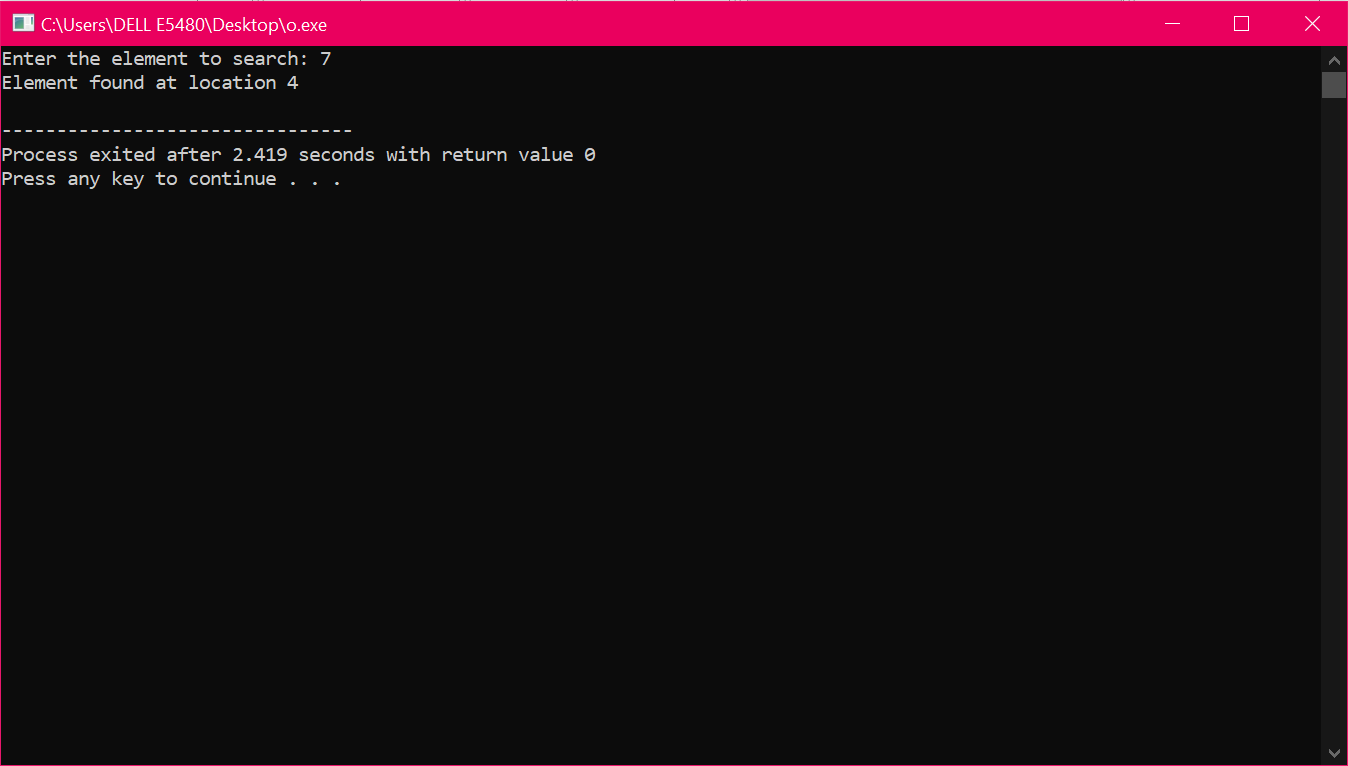 C:\Users\DELL E5480\Desktop\o.exe
Enter the element to search: 7
Element found at location 4
--------------------------------
Process exited after 2.419 seconds with return value 0
Press any key to continue . . .